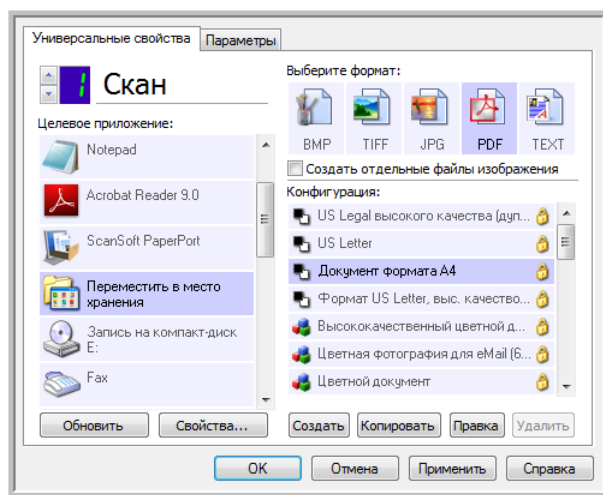 Универсальные свойства
Параметры
1 Скан
Целевое приложение:
Notepad
Acrobat Reader 9.0
ScanSoft PaperPort
Переместить в место
хранения
Запись на компакт-диск
E:
Fax
Обновить
Свойства...
Выберите формат:
BMP TIFF JPG PDF TEXT
Создать отдельные файлы изображения
Конфигурация:
US Legal высокого качества (дуп...
US Letter
Документ формата A4
Формат US Letter, выс. качество...
Высококачественный цветной д...
Цветная фотография для eMail (6...
Цветной документ
Создать
Копировать
Правка
Удалить
OK
Отмена
Применить
Справка